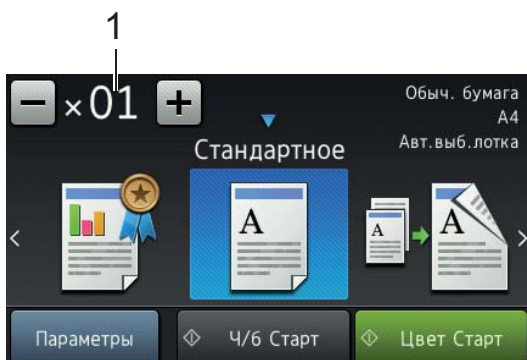 1
×01
Обыч. бумага
A4
Авт.выб.лотка
Стандартное
A
A
A
Параметры
Ч/б Старт
Цвет Старт